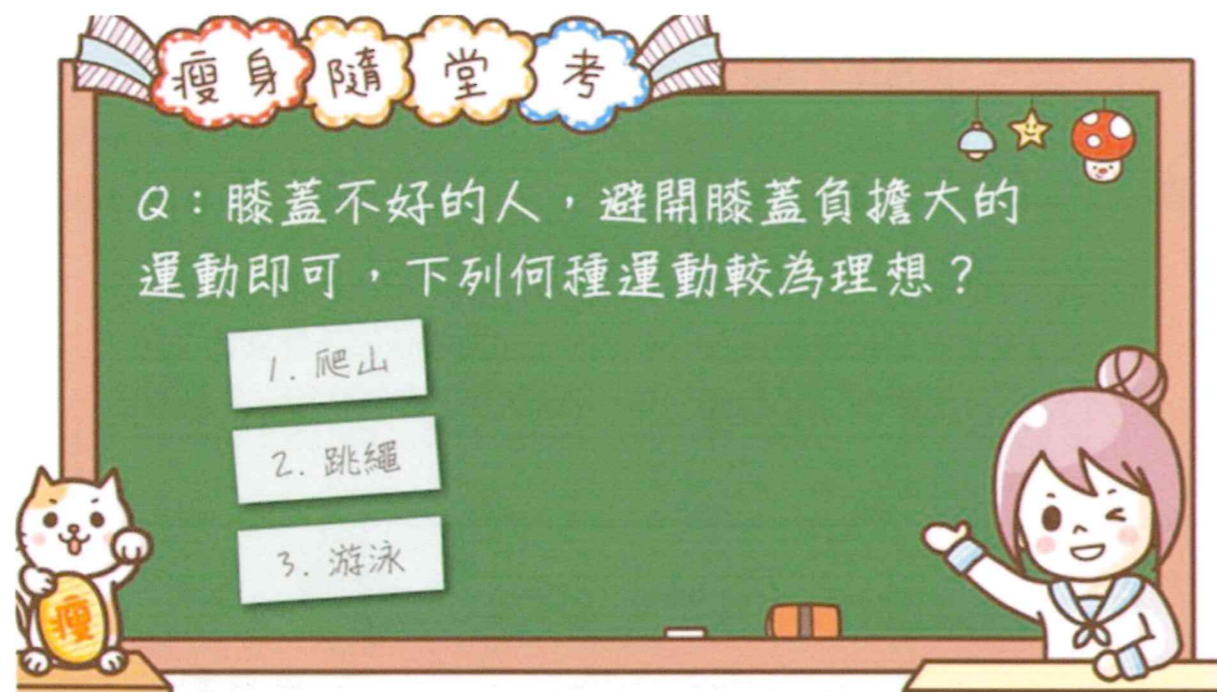 瘦身隨堂考
Q：膝蓋不好的人，避開膝蓋負擔大的
運動即可，下列何種運動較為理想？
1. 爬山
2. 跳繩
3. 游泳
瘦